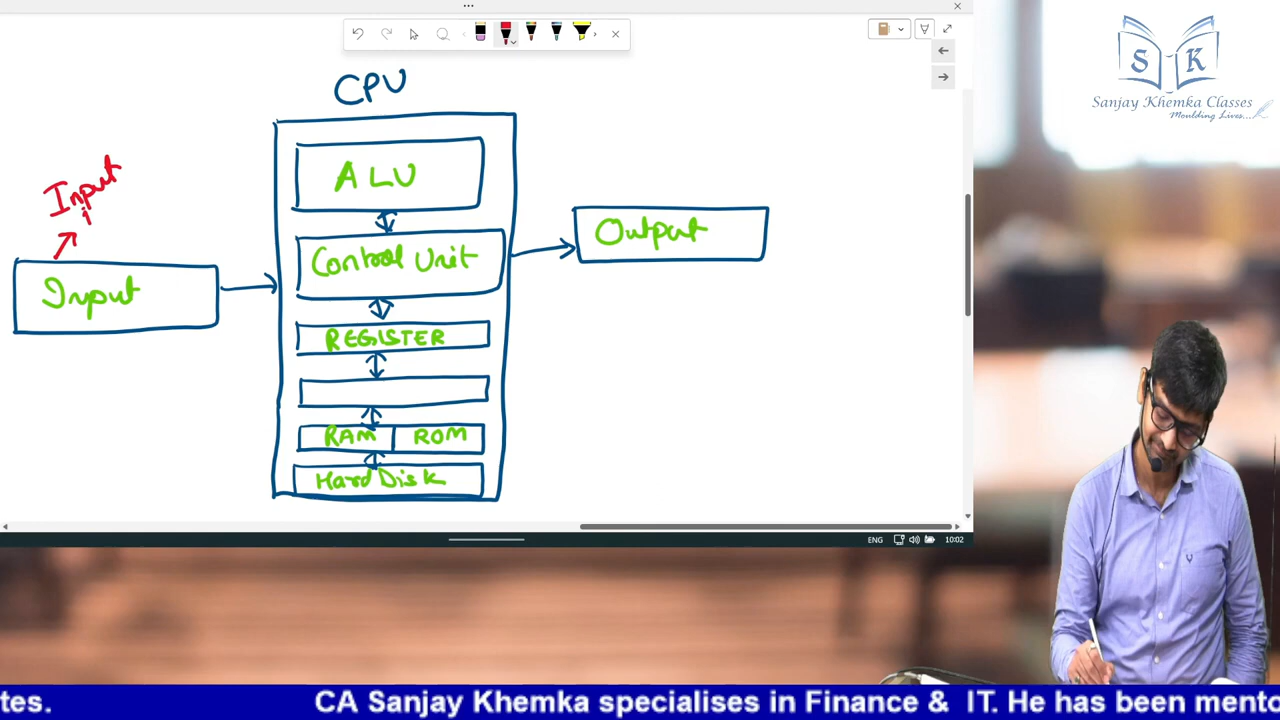 CPU
S K
Sanjay Khemka Classes
Moulding Lives...
ALU
Input
Output
Control Unit
Input
REGISTER
RAM ROM
Hard Disk
ENG 10:02
tes. CA Sanjay Khemka specialises in Finance & IT. He has been mento